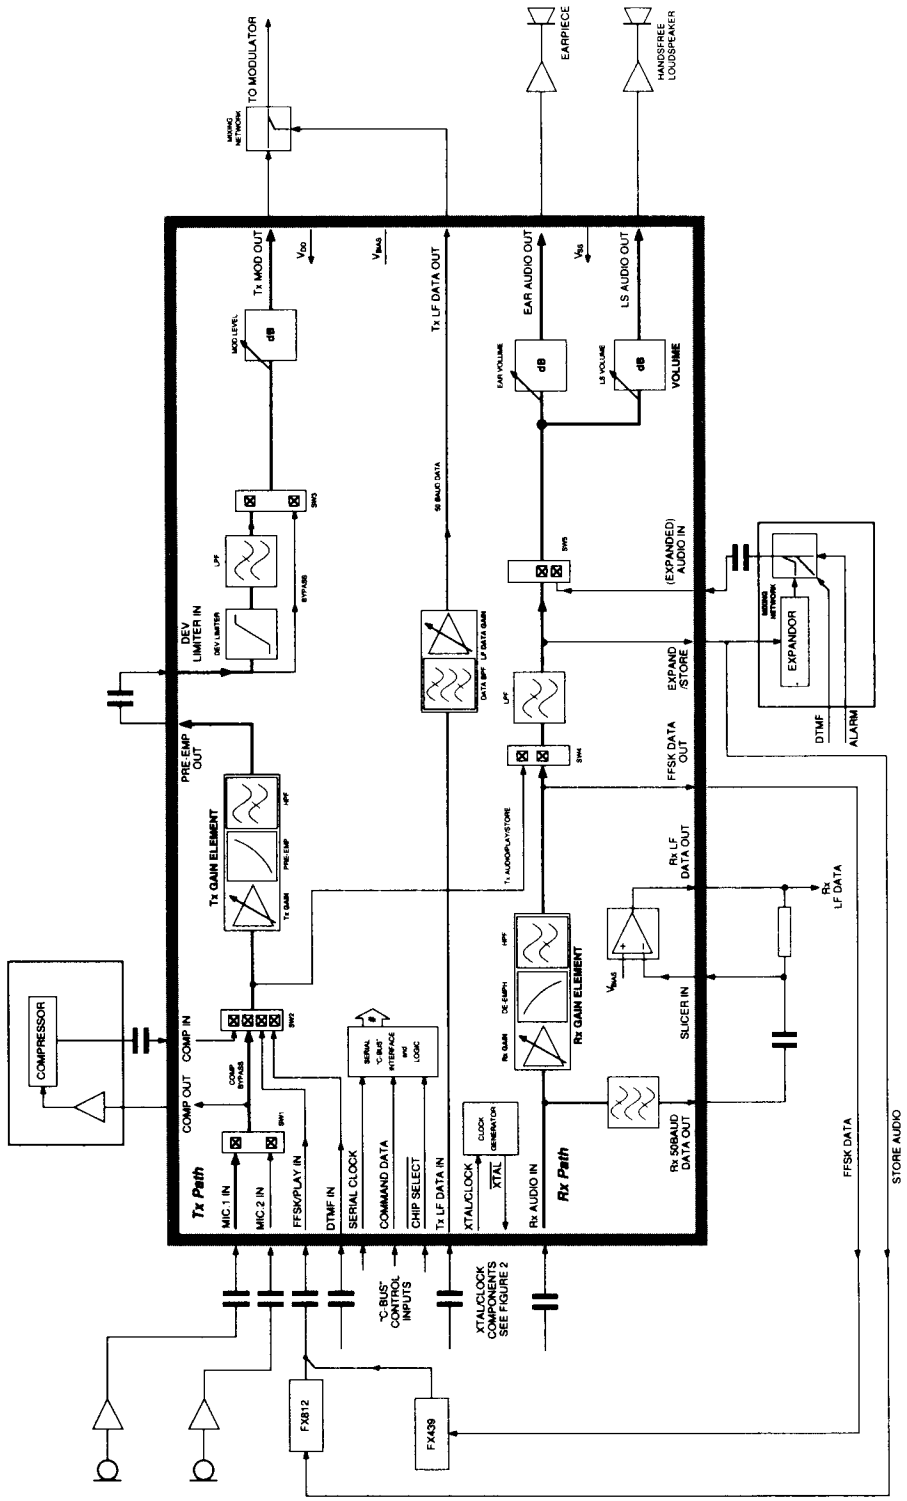 TO MODULATOR
MIXING
NETWORK
EARPIECE
HANDSFREE
LOUDSPEAKER
Tx MOD OUT
VDD
VBIAS
Tx LF DATA OUT
EAR AUDIO OUT
VSS
LS AUDIO OUT
MOD LEVEL
dB
EAR VOLUME
dB
LS VOLUME
dB
VOLUME
SW3
LPF
BYPASS
DEV LIMITER
DEV
LIMITER IN
50 BAUD DATA
LF DATA GAIN
DATA BPF
SW5
(EXPANDED)
AUDIO IN
MIXING
NETWORK
EXPANDOR
DTMF
ALARM
LPF
EXPAND
/STORE
SW4
FFSK DATA
OUT
PRE-EMP
OUT
Tx GAIN ELEMENT
HPF
PRE-EMP
Tx GAIN
Tx AUDIO/PLAY/STORE
Rx LF
DATA OUT
Rx
LF DATA
VBIAS
+
−
SLICER IN
HPF
DE-EMPH
Rx GAIN
Rx GAIN ELEMENT
COMPRESSOR
COMP IN
COMP OUT
COMP
BYPASS
SW2
SW1
SERIAL
"C-BUS"
INTERFACE
and
LOGIC
#
CLOCK
GENERATOR
Rx 50BAUD
DATA OUT
Tx Path
MIC.1 IN
MIC.2 IN
FFSK/PLAY IN
DTMF IN
SERIAL CLOCK
COMMAND DATA
CHIP SELECT
Tx LF DATA IN
XTAL/CLOCK
XTAL
Rx AUDIO IN
Rx Path
"C-BUS"
CONTROL
INPUTS
XTAL/CLOCK
COMPONENTS
SEE FIGURE 2
FX812
FX439
FFSK DATA
STORE AUDIO